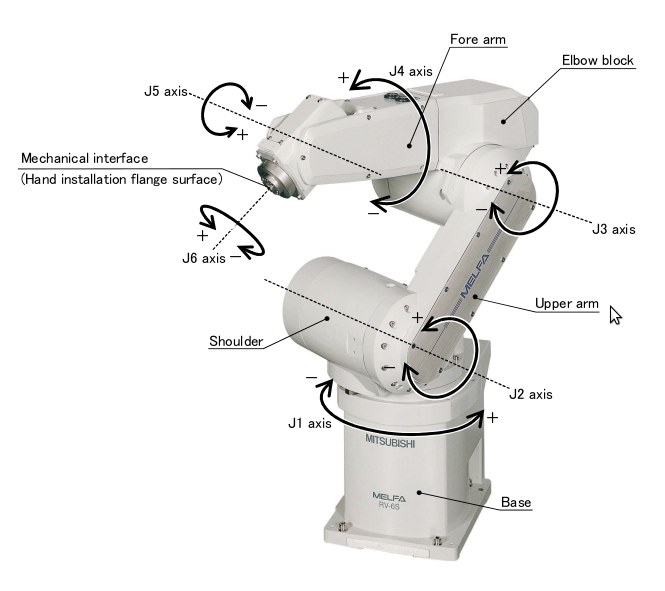 Fore arm
Elbow block
J4 axis
+
J5 axis
−
+
Mechanical interface
(Hand installation flange surface)
+
−
−
+
−
J3 axis
J6 axis
MELFA
Upper arm
+
Shoulder
−
−
J2 axis
J1 axis
+
MITSUBISHI
MELFA
RV-6S
Base